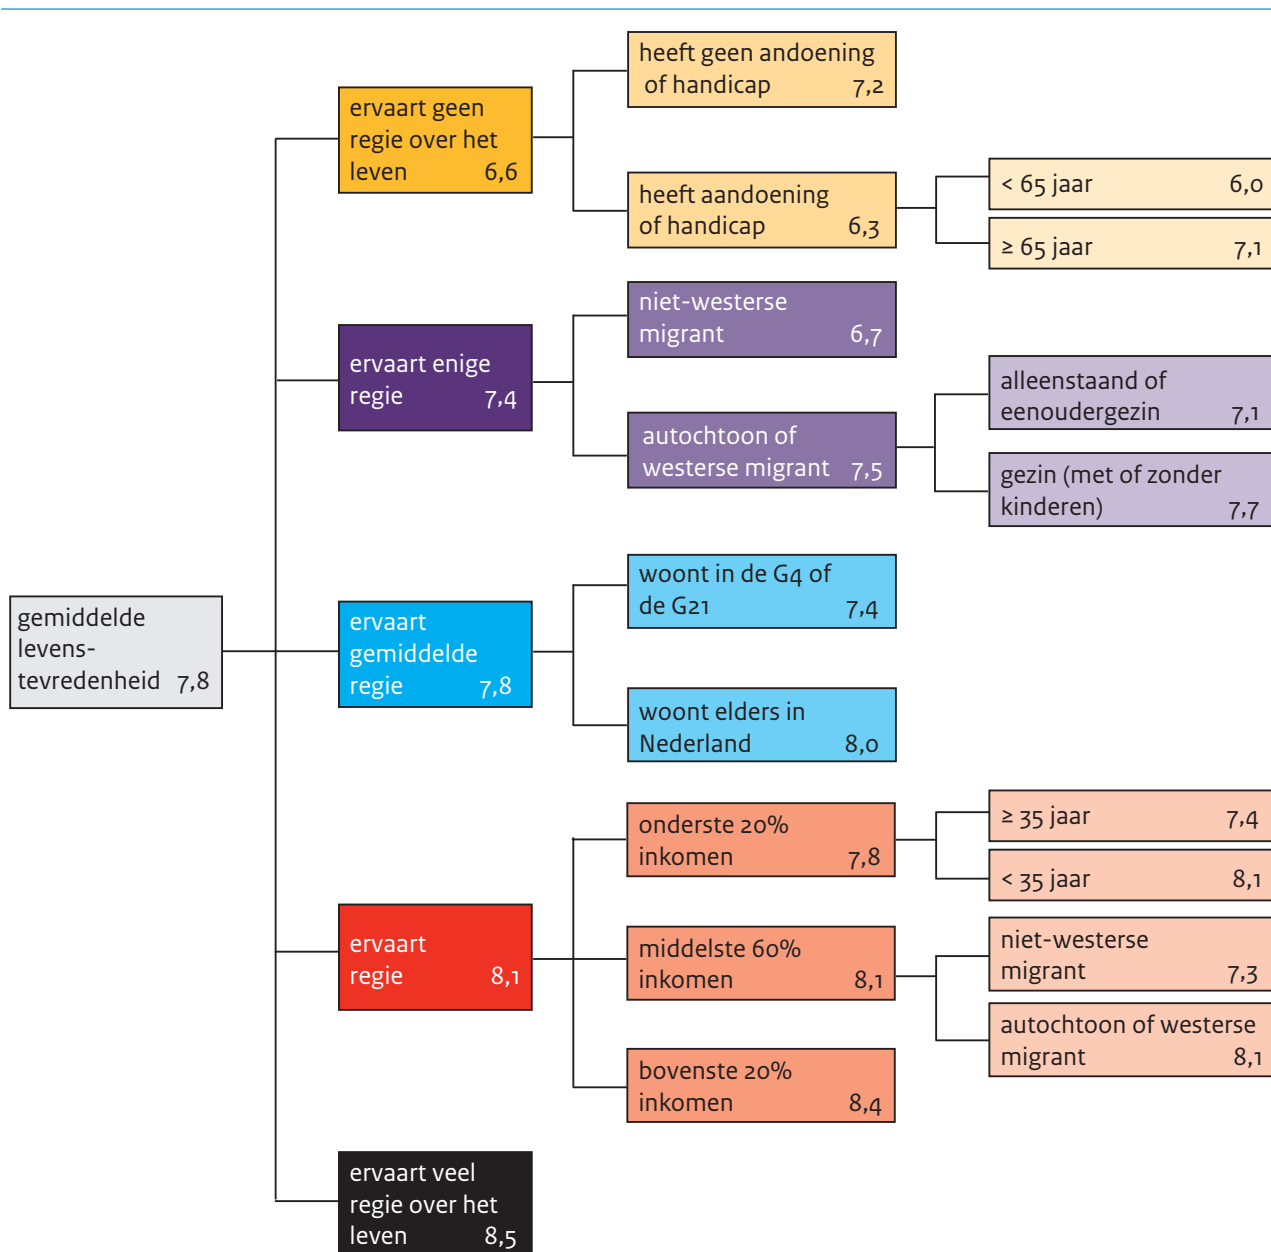 heeft geen andoening
of handicap 7,2
ervaart geen
regie over het
leven 6,6
heeft aandoening
of handicap 6,3
< 65 jaar 6,0
≥ 65 jaar 7,1
niet-westerse
migrant 6,7
ervaart enige
regie 7,4
autochtoon of
westerse migrant 7,5
alleenstaand of
eenoudergezin 7,1
gezin (met of zonder
kinderen) 7,7
gemiddelde
levens-
tevredenheid 7,8
ervaart
gemiddelde
regie 7,8
woont in de G4 of
de G21 7,4
woont elders in
Nederland 8,0
ervaart
regie 8,1
onderste 20%
inkomen 7,8
≥ 35 jaar 7,4
< 35 jaar 8,1
middelste 60%
inkomen 8,1
niet-westerse
migrant 7,3
autochtoon of westerse
migrant 8,1
bovenste 20%
inkomen 8,4
ervaart veel
regie over het
leven 8,5